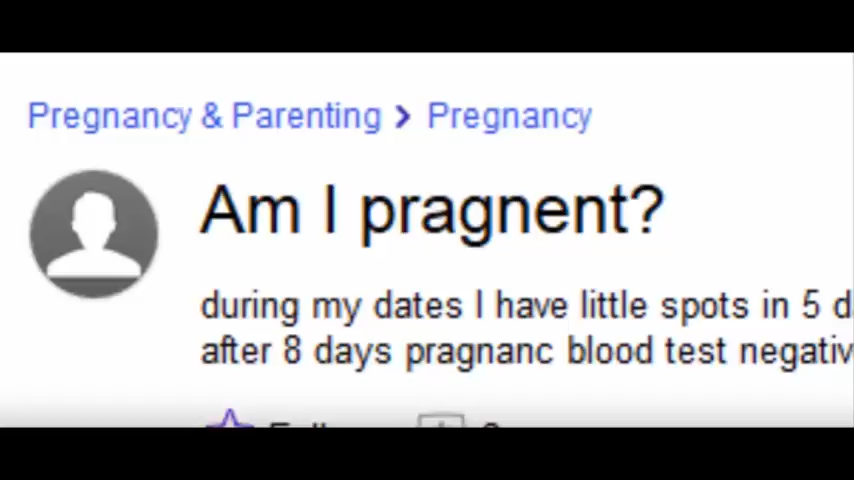 Pregnancy & Parenting > Pregnancy
Am I pragnent?
during my dates I have little spots in 5 d
after 8 days pragnanc blood test negativ